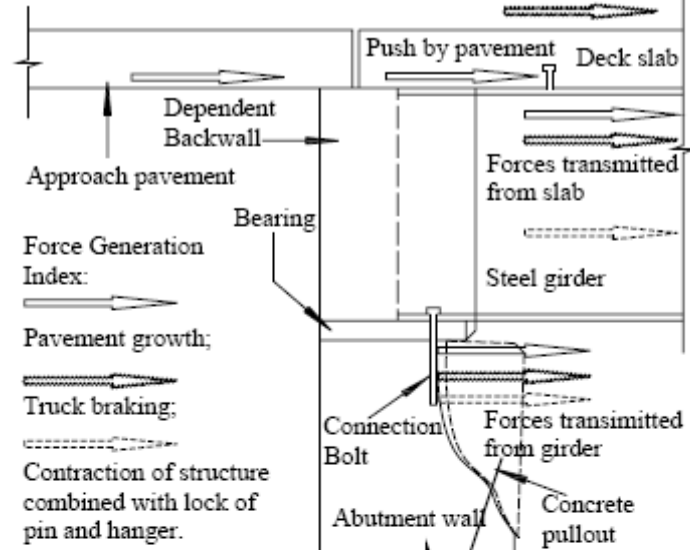 Push by pavement
Deck slab
Dependent
Backwall
Approach pavement
Forces transmitted
from slab
Bearing
Force Generation
Index:
Steel girder
Pavement growth;
Truck braking;
Connection
Bolt
Forces transimitted
from girder
Contraction of structure
combined with lock of
pin and hanger.
Abutment wall
Concrete
pullout